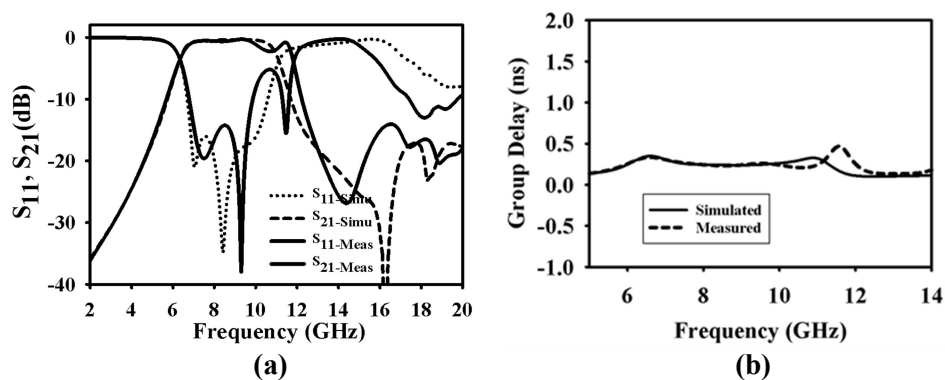 S11, S21(dB)
0
-10
-20
-30
-40
S11-Simu
S21-Simu
S11-Meas
S21-Meas
2 4 6 8 10 12 14 16 18 20
Frequency (GHz)
(a)
Group Delay (ns)
2.0
1.5
1.0
0.5
0.0
-0.5
-1.0
Simulated
Measured
6 8 10 12 14
Frequency (GHz)
(b)